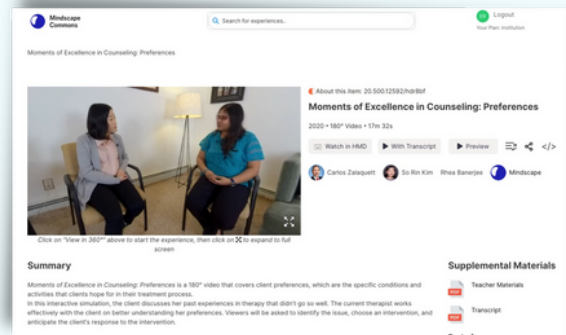 Mindscape
Commons
Search for experiences..
Logout
Your Plan: Institution
Moments of Excellence in Counseling: Preferences
About this item: 20.500.12592/hdr8bf
Moments of Excellence in Counseling: Preferences
2020 • 180° Video • 17m 32s
Watch in HMD
With Transcript
Preview
Carlos Zalaquett
So Rin Kim
Rhea Banerjee
Mindscape
Click on "View in 360°" above to start the experience, then click on to expand to full
screen
Summary
Moments of Excellence in Counseling: Preferences is a 180° video that covers client preferences, which are the specific conditions and
activities that clients hope for in their treatment process.
In this interactive simulation, the client discusses her past experiences in therapy that didn't go so well. The current therapist works
effectively with the client on better understanding her preferences. Viewers will be asked to identify the issue, choose an intervention, and
anticipate the client's response to the intervention.
Supplemental Materials
PDF
Teacher Materials
PDF
Transcript